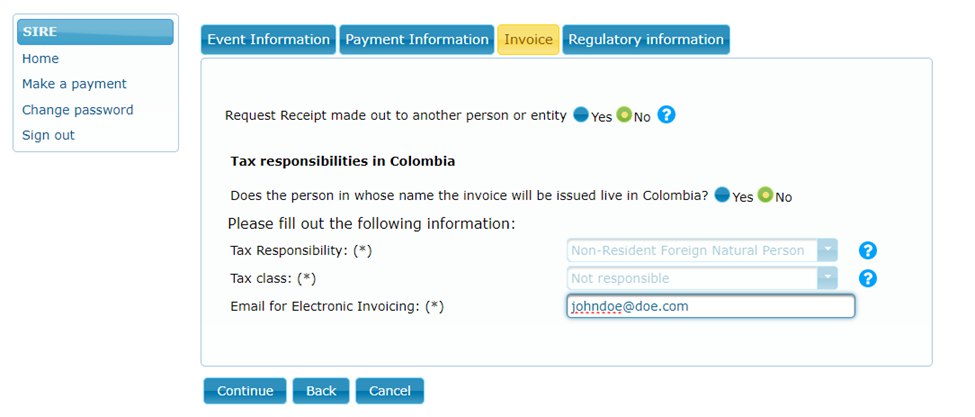 SIRE
Home
Make a payment
Change password
Sign out
Event Information Payment Information Invoice Regulatory information
Request Receipt made out to another person or entity Yes No ?
Tax responsibilities in Colombia
Does the person in whose name the invoice will be issued live in Colombia? Yes No
Please fill out the following information:
Tax Responsibility: (*) Non-Resident Foreign Natural Person ?
Tax class: (*) Not responsible ?
Email for Electronic Invoicing: (*) johndoe@doe.com
Continue Back Cancel